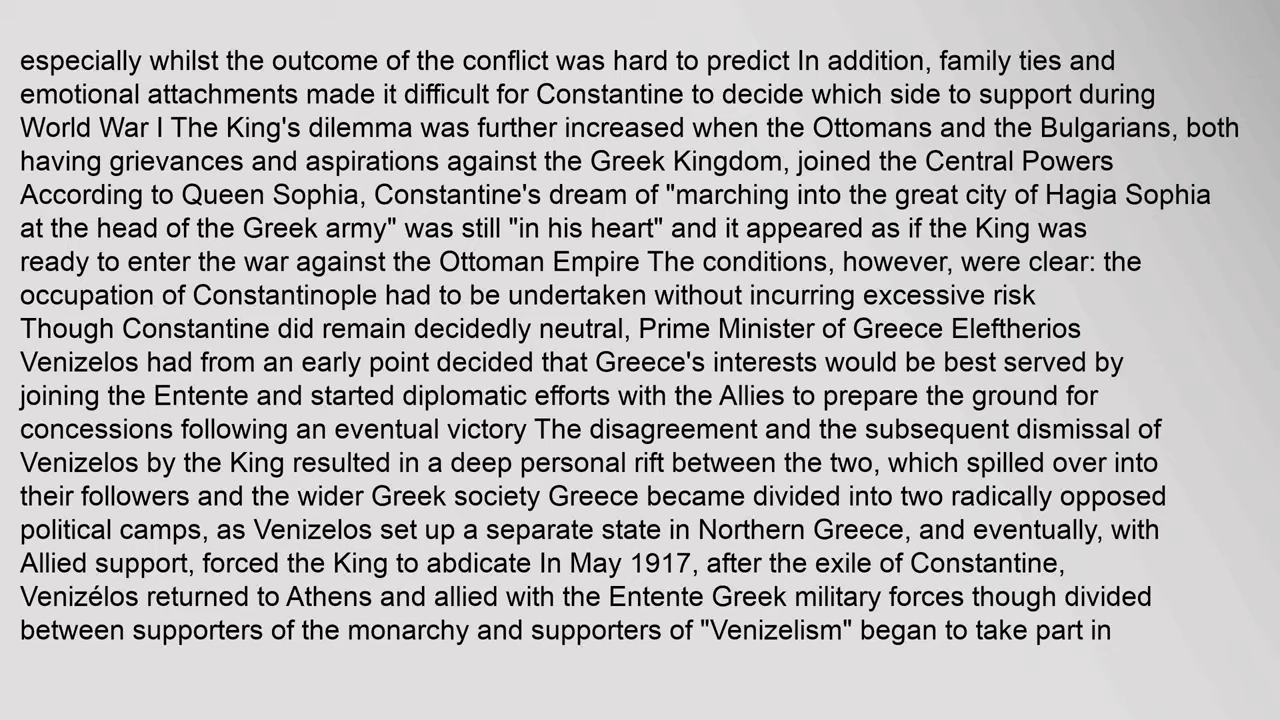 especially whilst the outcome of the conflict was hard to predict In addition, family ties and
emotional attachments made it difficult for Constantine to decide which side to support during
World War I The King's dilemma was further increased when the Ottomans and the Bulgarians, both
having grievances and aspirations against the Greek Kingdom, joined the Central Powers
According to Queen Sophia, Constantine's dream of "marching into the great city of Hagia Sophia
at the head of the Greek army" was still "in his heart" and it appeared as if the King was
ready to enter the war against the Ottoman Empire The conditions, however, were clear: the
occupation of Constantinople had to be undertaken without incurring excessive risk
Though Constantine did remain decidedly neutral, Prime Minister of Greece Eleftherios
Venizelos had from an early point decided that Greece's interests would be best served by
joining the Entente and started diplomatic efforts with the Allies to prepare the ground for
concessions following an eventual victory The disagreement and the subsequent dismissal of
Venizelos by the King resulted in a deep personal rift between the two, which spilled over into
their followers and the wider Greek society Greece became divided into two radically opposed
political camps, as Venizelos set up a separate state in Northern Greece, and eventually, with
Allied support, forced the King to abdicate In May 1917, after the exile of Constantine,
Venizélos returned to Athens and allied with the Entente Greek military forces though divided
between supporters of the monarchy and supporters of "Venizelism" began to take part in